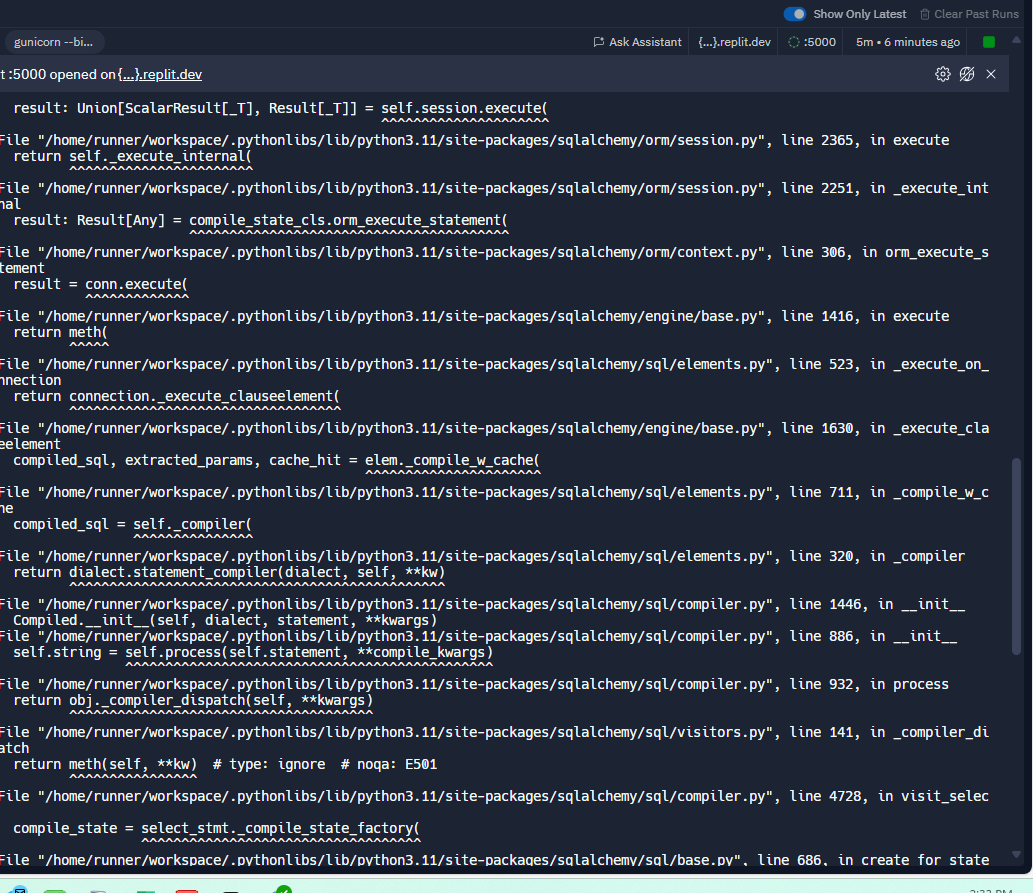 Show Only Latest Clear Past Runs
gunicorn --bi... Ask Assistant {...}.replit.dev :5000 5m • 6 minutes ago
t :5000 opened on {...}.replit.dev
result: Union[ScalarResult[_T], Result[_T]] = self.session.execute(
^^^^^^^^^^^^^^^^^^^^^
File "/home/runner/workspace/.pythonlibs/lib/python3.11/site-packages/sqlalchemy/orm/session.py", line 2365, in execute
return self._execute_internal(
^^^^^^^^^^^^^^^^^^^^^^^
File "/home/runner/workspace/.pythonlibs/lib/python3.11/site-packages/sqlalchemy/orm/session.py", line 2251, in _execute_int
nal
result: Result[Any] = compile_state_cls.orm_execute_statement(
^^^^^^^^^^^^^^^^^^^^^^^^^^^^^^^^^^^^^^^^
File "/home/runner/workspace/.pythonlibs/lib/python3.11/site-packages/sqlalchemy/orm/context.py", line 306, in orm_execute_s
tement
result = conn.execute(
^^^^^^^^^^^^^
File "/home/runner/workspace/.pythonlibs/lib/python3.11/site-packages/sqlalchemy/engine/base.py", line 1416, in execute
return meth(
^^^^^
File "/home/runner/workspace/.pythonlibs/lib/python3.11/site-packages/sqlalchemy/sql/elements.py", line 523, in _execute_on_
nnection
return connection._execute_clauseelement(
^^^^^^^^^^^^^^^^^^^^^^^^^^^^^^^^^^
File "/home/runner/workspace/.pythonlibs/lib/python3.11/site-packages/sqlalchemy/engine/base.py", line 1630, in _execute_cla
eelement
compiled_sql, extracted_params, cache_hit = elem._compile_w_cache(
^^^^^^^^^^^^^^^^^^^^^^
File "/home/runner/workspace/.pythonlibs/lib/python3.11/site-packages/sqlalchemy/sql/elements.py", line 711, in _compile_w_c
he
compiled_sql = self._compiler(
^^^^^^^^^^^^^^^
File "/home/runner/workspace/.pythonlibs/lib/python3.11/site-packages/sqlalchemy/sql/elements.py", line 320, in _compiler
return dialect.statement_compiler(dialect, self, **kw)
^^^^^^^^^^^^^^^^^^^^^^^^^^^^^^^^^^^^^^^^^^^^^^^
File "/home/runner/workspace/.pythonlibs/lib/python3.11/site-packages/sqlalchemy/sql/compiler.py", line 1446, in __init__
Compiled.__init__(self, dialect, statement, **kwargs)
File "/home/runner/workspace/.pythonlibs/lib/python3.11/site-packages/sqlalchemy/sql/compiler.py", line 886, in __init__
self.string = self.process(self.statement, **compile_kwargs)
^^^^^^^^^^^^^^^^^^^^^^^^^^^^^^^^^^^^^^^^^^^^^^
File "/home/runner/workspace/.pythonlibs/lib/python3.11/site-packages/sqlalchemy/sql/compiler.py", line 932, in process
return obj._compiler_dispatch(self, **kwargs)
^^^^^^^^^^^^^^^^^^^^^^^^^^^^^^^^^^^^^^
File "/home/runner/workspace/.pythonlibs/lib/python3.11/site-packages/sqlalchemy/sql/visitors.py", line 141, in _compiler_di
atch
return meth(self, **kw)  # type: ignore  # noqa: E501
^^^^^^^^^^^^^^^^
File "/home/runner/workspace/.pythonlibs/lib/python3.11/site-packages/sqlalchemy/sql/compiler.py", line 4728, in visit_selec
compile_state = select_stmt._compile_state_factory(
^^^^^^^^^^^^^^^^^^^^^^^^^^^^^^^^^^^
File "/home/runner/workspace/.pythonlibs/lib/python3.11/site-packages/sqlalchemy/sql/base.py", line 686, in create for state